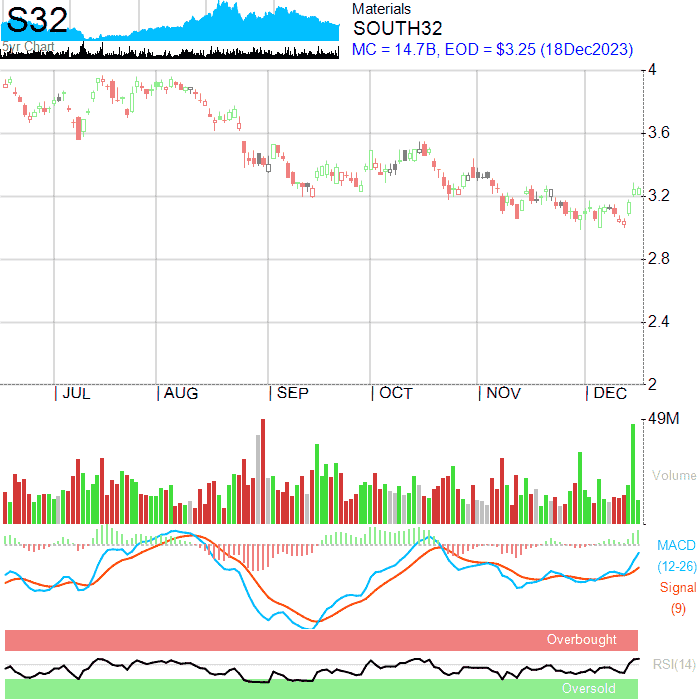 S32
5yr Chart
Materials
SOUTH32
MC = 14.7B, EOD = $3.25 (18Dec2023)
4
3.6
3.2
2.8
2.4
2
JUL AUG SEP OCT NOV DEC
49M
Volume
MACD
(12-26)
Signal
(9)
Overbought
RSI(14)
Oversold